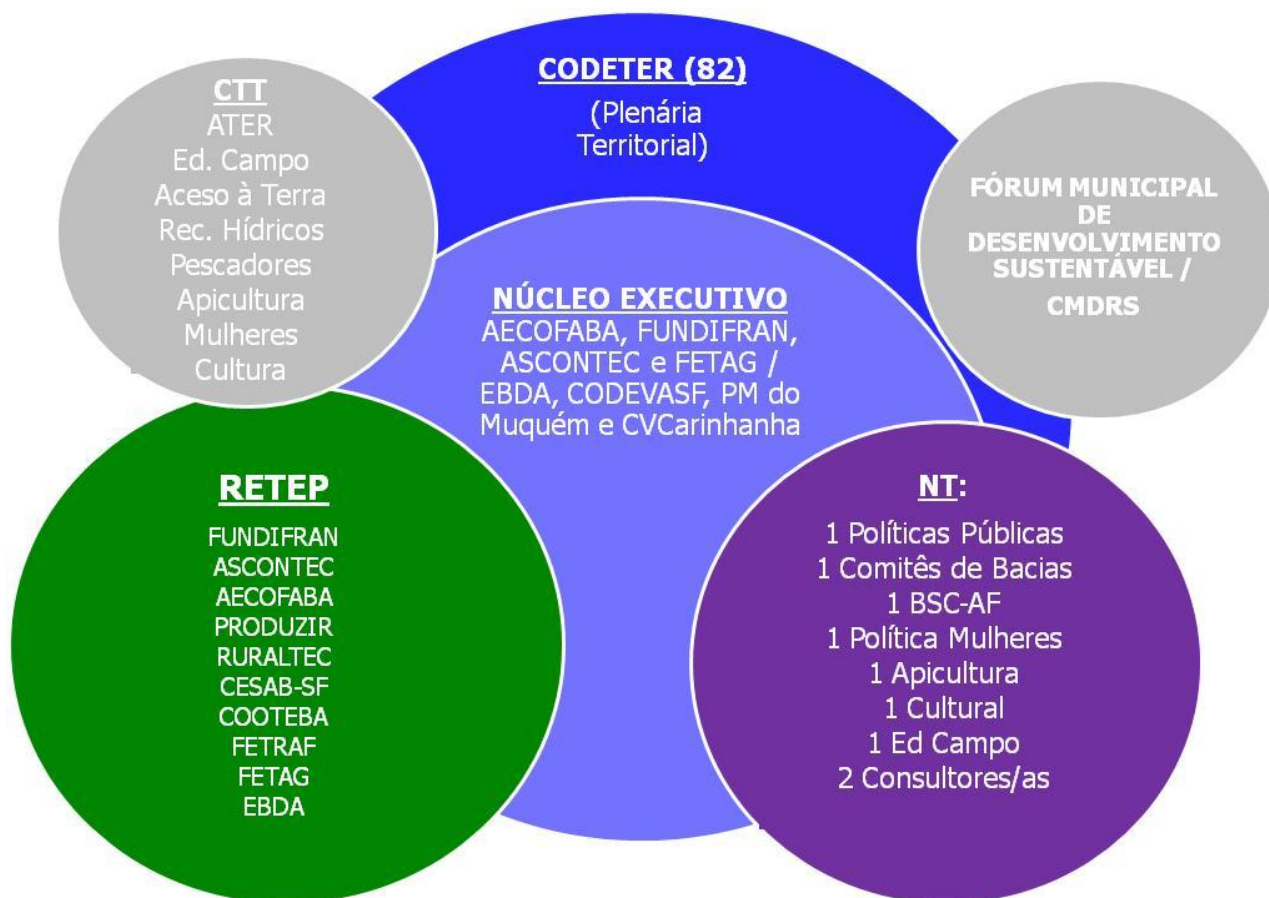 CODETER (82)
(Plenária
Territorial)
CTT
ATER
Ed. Campo
Aceso à Terra
Rec. Hídricos
Pescadores
Apicultura
Mulheres
Cultura
FÓRUM MUNICIPAL
DE
DESENVOLVIMENTO
SUSTENTÁVEL /
CMDRS
NÚCLEO EXECUTIVO
AECOFABA, FUNDIFRAN,
ASCONTEC e FETAG /
EBDA, CODEVASF, PM do
Muquém e CVCarinhanha
RETEP
FUNDIFRAN
ASCONTEC
AECOFABA
PRODUZIR
RURALTEC
CESAB-SF
COOTEBA
FETRAF
FETAG
EBDA
NT:
1 Políticas Públicas
1 Comitês de Bacias
1 BSC-AF
1 Política Mulheres
1 Apicultura
1 Cultural
1 Ed Campo
2 Consultores/as